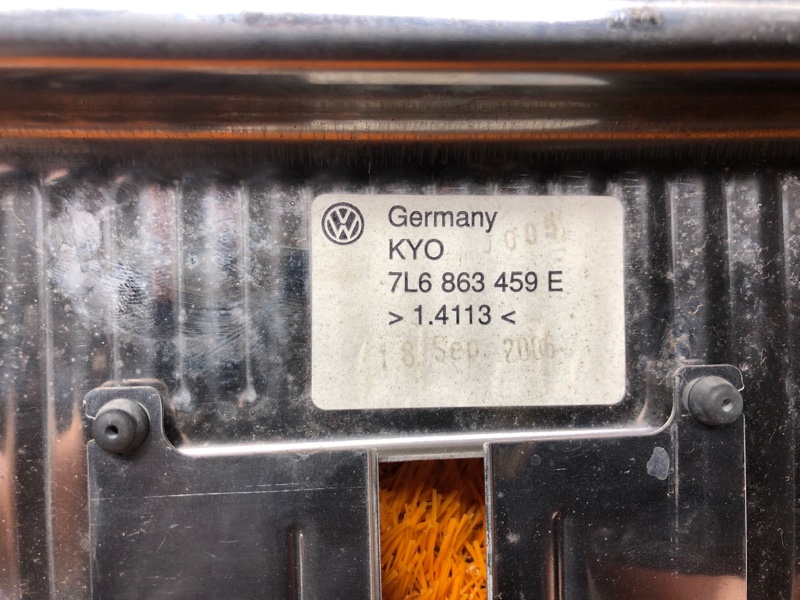 Germany
KYO
7L6 863 459 E
> 1.4113 <
18 Sep. 2006